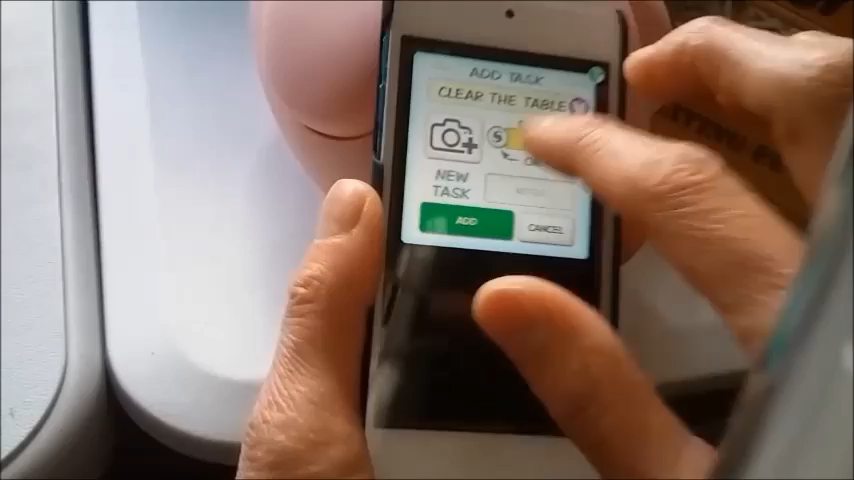 ADD TASK
CLEAR THE TABLE
NEW
TASK
ADD
CANCEL